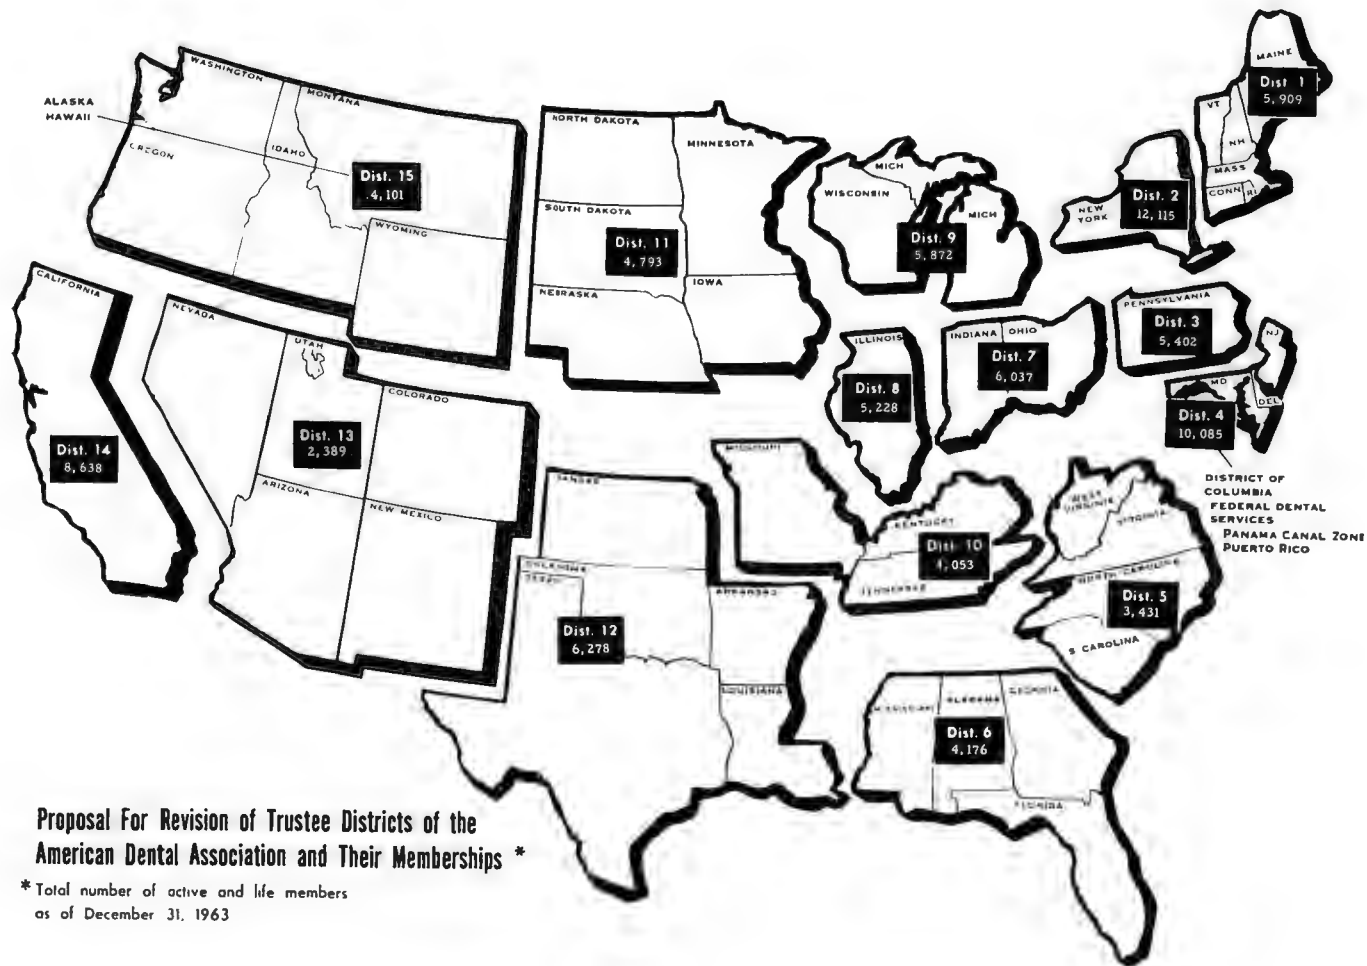 WASHINGTON
MONTANA
ALASKA
HAWAII
OREGON
IDAHO
Dist. 15
4,101
WYOMING
NORTH DAKOTA
MINNESOTA
SOUTH DAKOTA
Dist. 11
4,793
NEBRASKA
IOWA
MICH
WISCONSIN
MICH
Dist. 9
5,872
MAINE
Dist. 1
5,909
VT
NH
MASS
CONN
RI
Dist. 2
12,115
NEW
YORK
CALIFORNIA
Dist. 14
8,638
NEVADA
UTAH
COLORADO
Dist. 13
2,389
ARIZONA
NEW MEXICO
ILLINOIS
Dist. 8
5,228
INDIANA
OHIO
Dist. 7
6,037
PENNSYLVANIA
Dist. 3
5,402
NJ
MD
DEL
Dist. 4
10,085
DISTRICT OF
COLUMBIA
FEDERAL DENTAL
SERVICES
PANAMA CANAL ZONE
PUERTO RICO
MISSOURI
KENTUCKY
Dist. 10
4,053
TENNESSEE
WEST
VIRGINIA
VIRGINIA
NORTH CAROLINA
Dist. 5
3,431
S CAROLINA
KANSAS
OKLAHOMA
TEXAS
ARKANSAS
Dist. 12
6,278
LOUISIANA
MISSISSIPPI
ALABAMA
GEORGIA
Dist. 6
4,176
FLORIDA
Proposal For Revision of Trustee Districts of the
American Dental Association and Their Memberships *
* Total number of active and life members
as of December 31, 1963